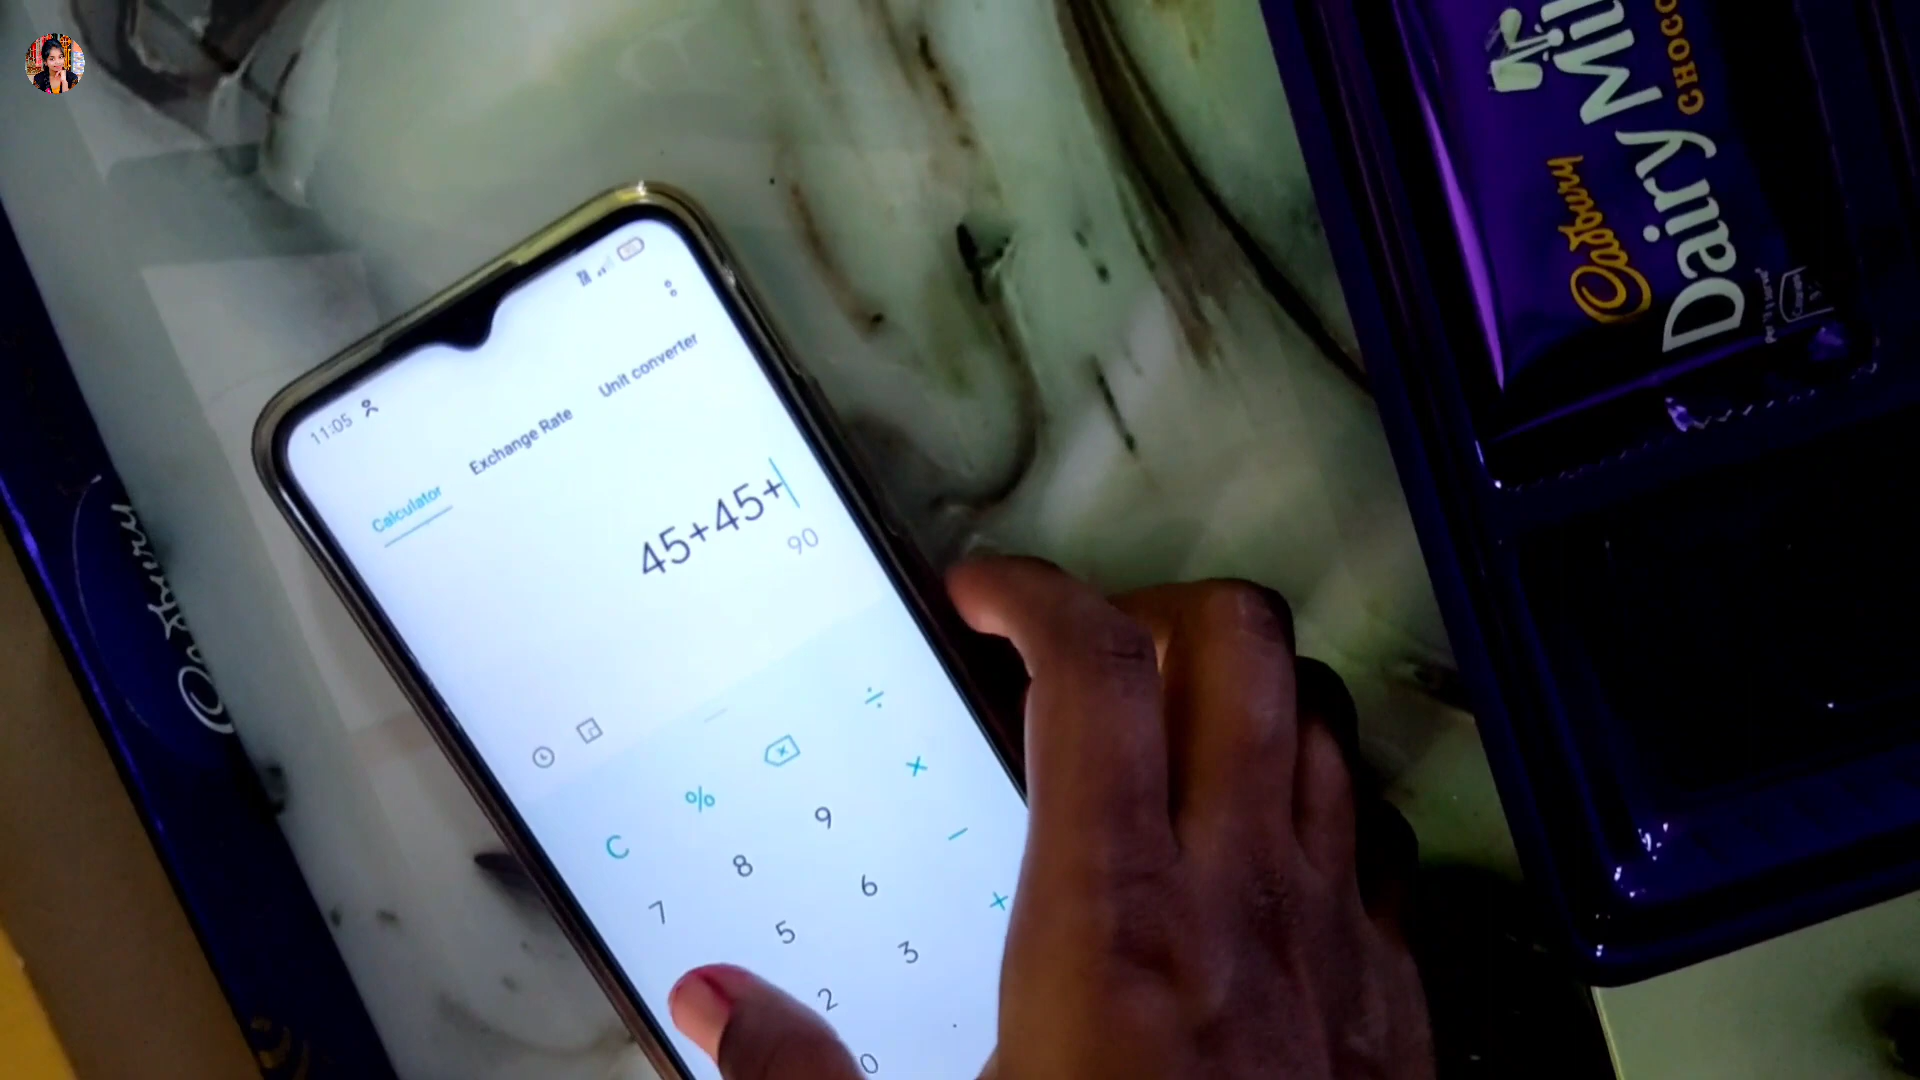 11:05
Calculator Exchange Rate Unit converter
45+45+
90
C % ÷
7 8 9 ×
5 6 −
2 3 +
0 .
Cadbury
Dairy Mil
CHOCO
Cadbury